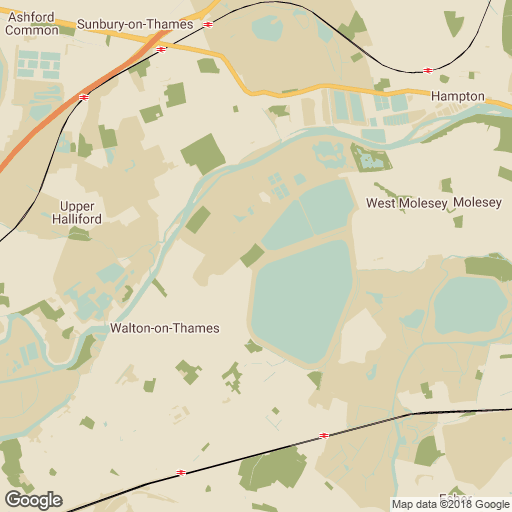 Ashford
Common
Sunbury-on-Thames
Hampton
Upper
Halliford
West Molesey
Molesey
Walton-on-Thames
Google
Map data ©2018 Google